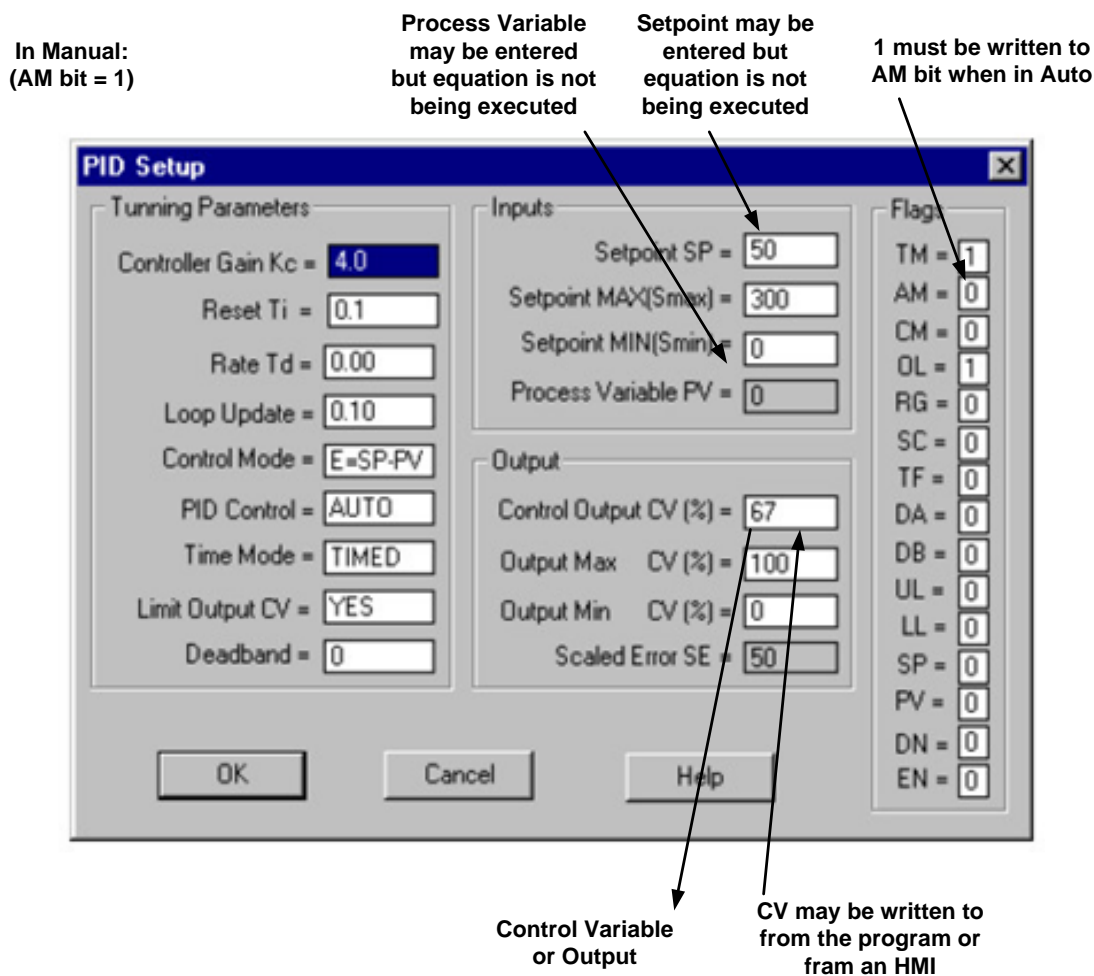 In Manual:
(AM bit = 1)
Process Variable
may be entered
but equation is not
being executed
Setpoint may be
entered but
equation is not
being executed
1 must be written to
AM bit when in Auto
PID Setup
Tunning Parameters
Controller Gain Kc = 4.0
Reset Ti = 0.1
Rate Td = 0.00
Loop Update = 0.10
Control Mode = E=SP-PV
PID Control = AUTO
Time Mode = TIMED
Limit Output CV = YES
Deadband = 0
Inputs
Setpoint SP = 50
Setpoint MAX(Smax) = 300
Setpoint MIN(Smin) = 0
Process Variable PV = 0
Output
Control Output CV (%) = 67
Output Max CV (%) = 100
Output Min CV (%) = 0
Scaled Error SE = 50
Flags
TM = 1
AM = 0
CM = 0
OL = 1
RG = 0
SC = 0
TF = 0
DA = 0
DB = 0
UL = 0
LL = 0
SP = 0
PV = 0
DN = 0
EN = 0
OK
Cancel
Help
Control Variable
or Output
CV may be written to
from the program or
fram an HMI